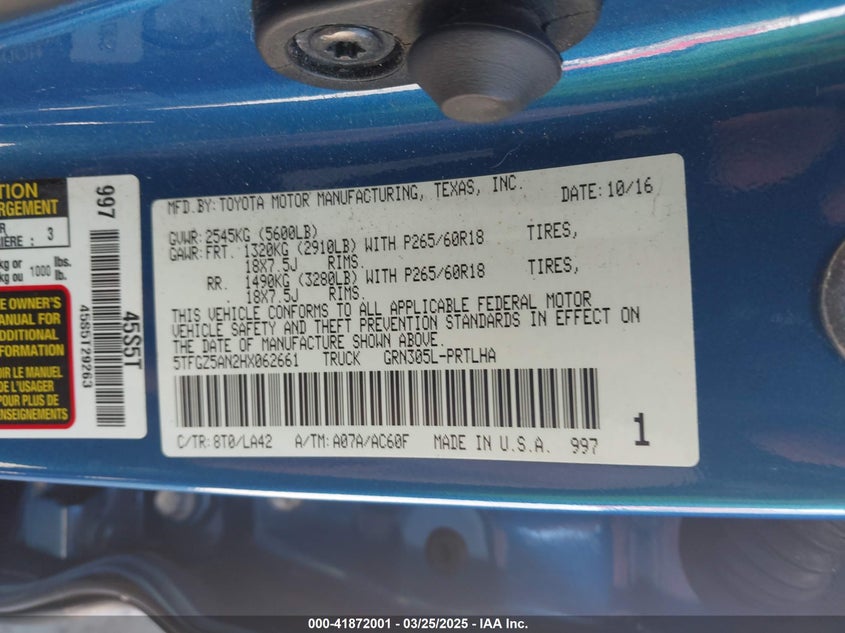 TION
RGEMENT
R
IÈRE : 3
kg or 1000 lbs.
kg ou lb.
E OWNER'S
MANUAL FOR
ADDITIONAL
R LE MANUEL
DE L'USAGER
POUR PLUS DE
ENSEIGNEMENTS
997
45S5T
45S5T29263
MFD.BY:TOYOTA MOTOR MANUFACTURING, TEXAS, INC. DATE:10/16
GVWR:2545KG (5600LB)
GAWR:FRT. 1320KG (2910LB) WITH P265/60R18 TIRES,
18X7.5J RIMS.
RR. 1490KG (3280LB) WITH P265/60R18 TIRES,
18X7.5J RIMS.
THIS VEHICLE CONFORMS TO ALL APPLICABLE FEDERAL MOTOR
VEHICLE SAFETY AND THEFT PREVENTION STANDARDS IN EFFECT ON
THE DATE OF MANUFACTURE SHOWN ABOVE.
5TFGZ5AN2HX062661 TRUCK GRN305L-PRTLHA
C/TR:8T0/LA42 A/TM:A07A/AC60F MADE IN U.S.A. 997 1
000-41872001 - 03/25/2025 - IAA Inc.